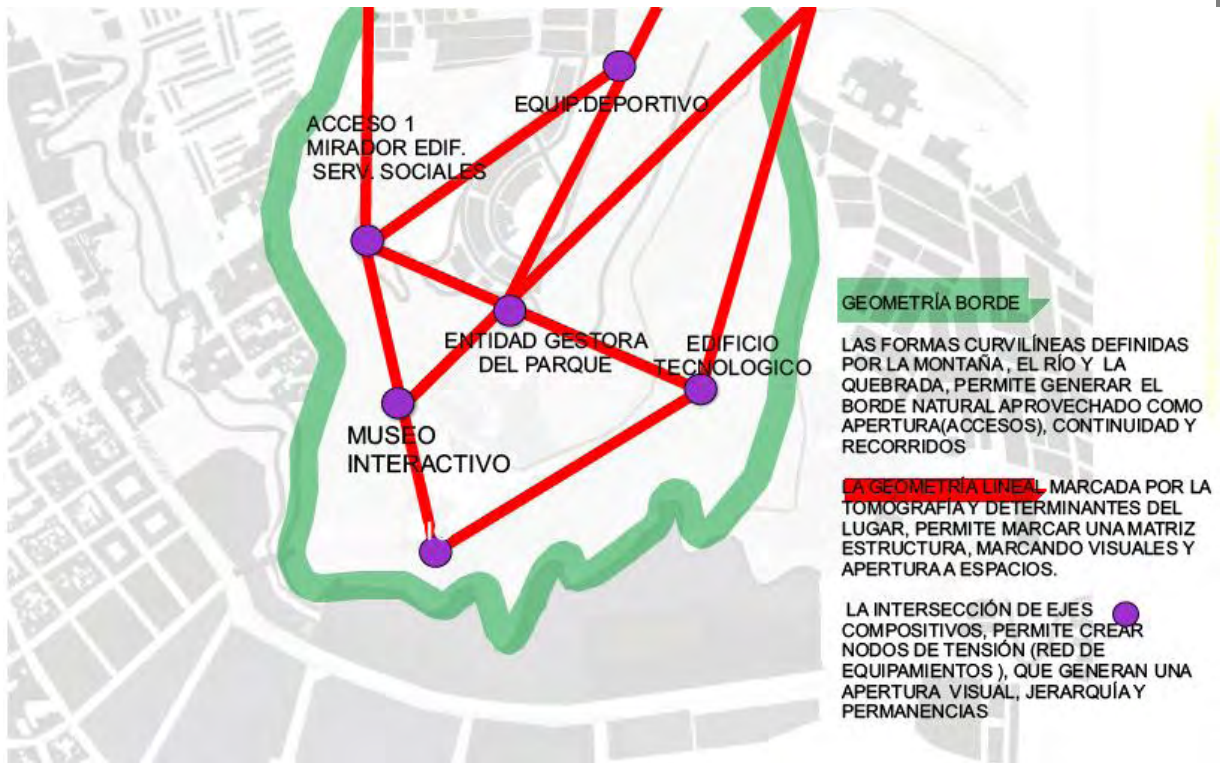 EQUIP.DEPORTIVO
ACCESO 1
MIRADOR EDIF.
SERV. SOCIALES
ENTIDAD GESTORA
DEL PARQUE
EDIFICIO
TECNOLOGICO
MUSEO
INTERACTIVO
GEOMETRÍA BORDE
LAS FORMAS CURVILÍNEAS DEFINIDAS
POR LA MONTAÑA , EL RÍO Y LA
QUEBRADA, PERMITE GENERAR EL
BORDE NATURAL APROVECHADO COMO
APERTURA(ACCESOS), CONTINUIDAD Y
RECORRIDOS
LA GEOMETRÍA LINEAL MARCADA POR LA
TOMOGRAFÍA Y DETERMINANTES DEL
LUGAR, PERMITE MARCAR UNA MATRIZ
ESTRUCTURA, MARCANDO VISUALES Y
APERTURA A ESPACIOS.
LA INTERSECCIÓN DE EJES
COMPOSITIVOS, PERMITE CREAR
NODOS DE TENSIÓN (RED DE
EQUIPAMIENTOS ), QUE GENERAN UNA
APERTURA VISUAL, JERARQUÍA Y
PERMANENCIAS